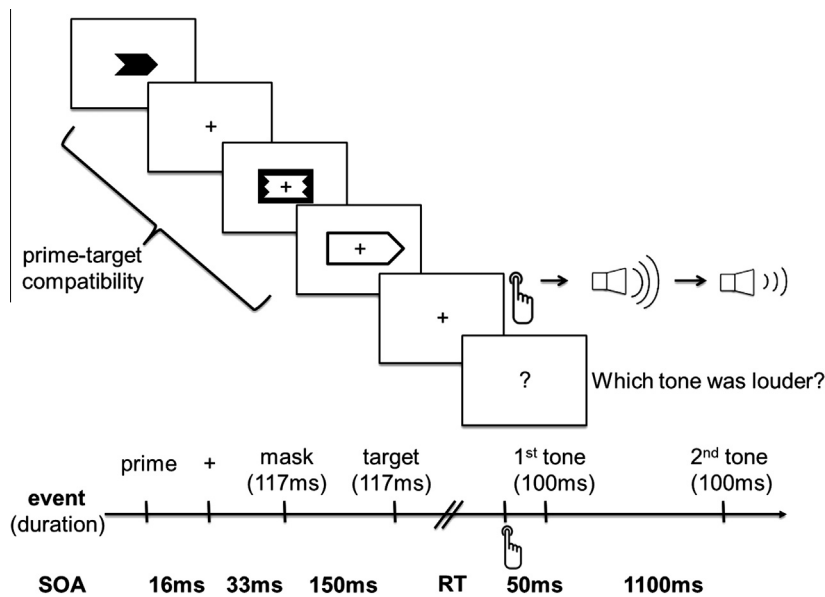 +
+
+
+
prime-target
compatibility
?
Which tone was louder?
prime
+
mask
(117ms)
target
(117ms)
1st tone
(100ms)
2nd tone
(100ms)
event
(duration)
SOA
16ms
33ms
150ms
RT
50ms
1100ms